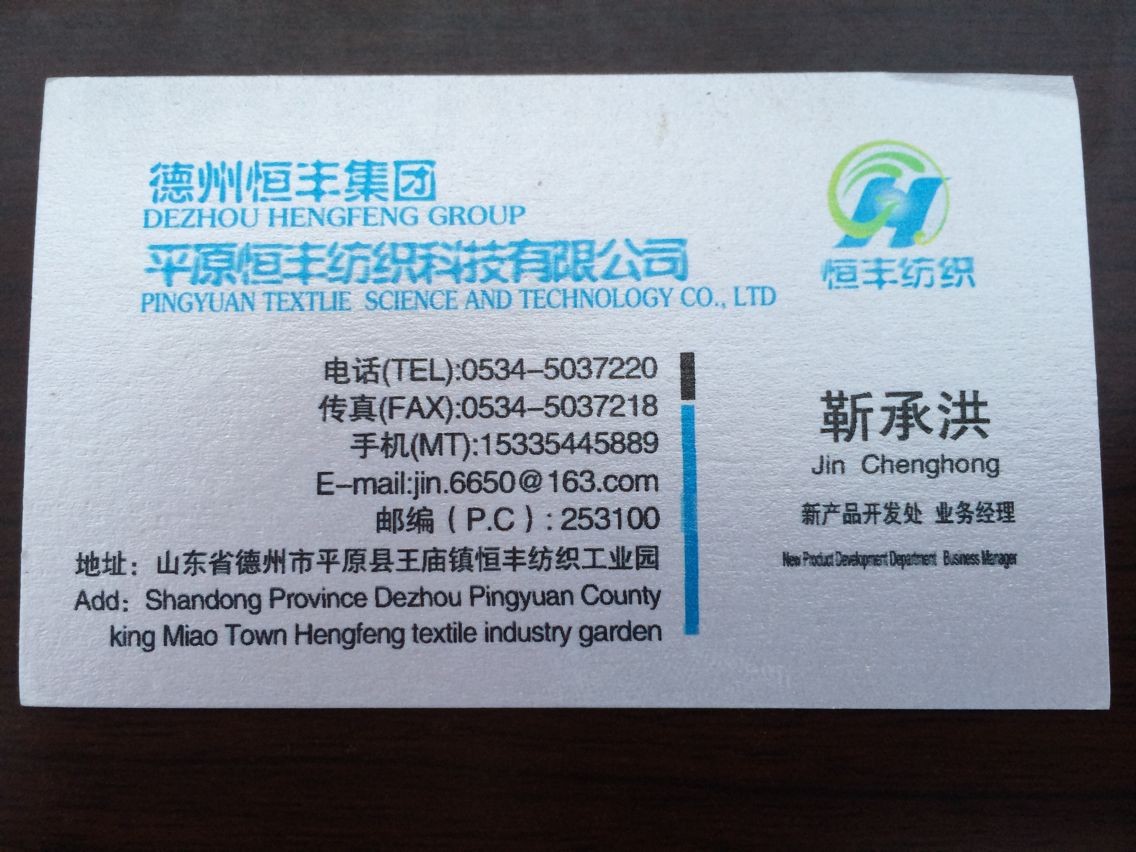 德州恒丰集团
DEZHOU HENGFENG GROUP
平原恒丰纺织科技有限公司
PINGYUAN TEXTLIE SCIENCE AND TECHNOLOGY CO., LTD
恒丰纺织
电话(TEL):0534-5037220
传真(FAX):0534-5037218
手机(MT):15335445889
E-mail:jin.6650@163.com
邮编（P.C）: 253100
地址：山东省德州市平原县王庙镇恒丰纺织工业园
Add：Shandong Province Dezhou Pingyuan County
king Miao Town Hengfeng textile industry garden
靳承洪
Jin Chenghong
新产品开发处 业务经理
New Product Development Department Business Manager